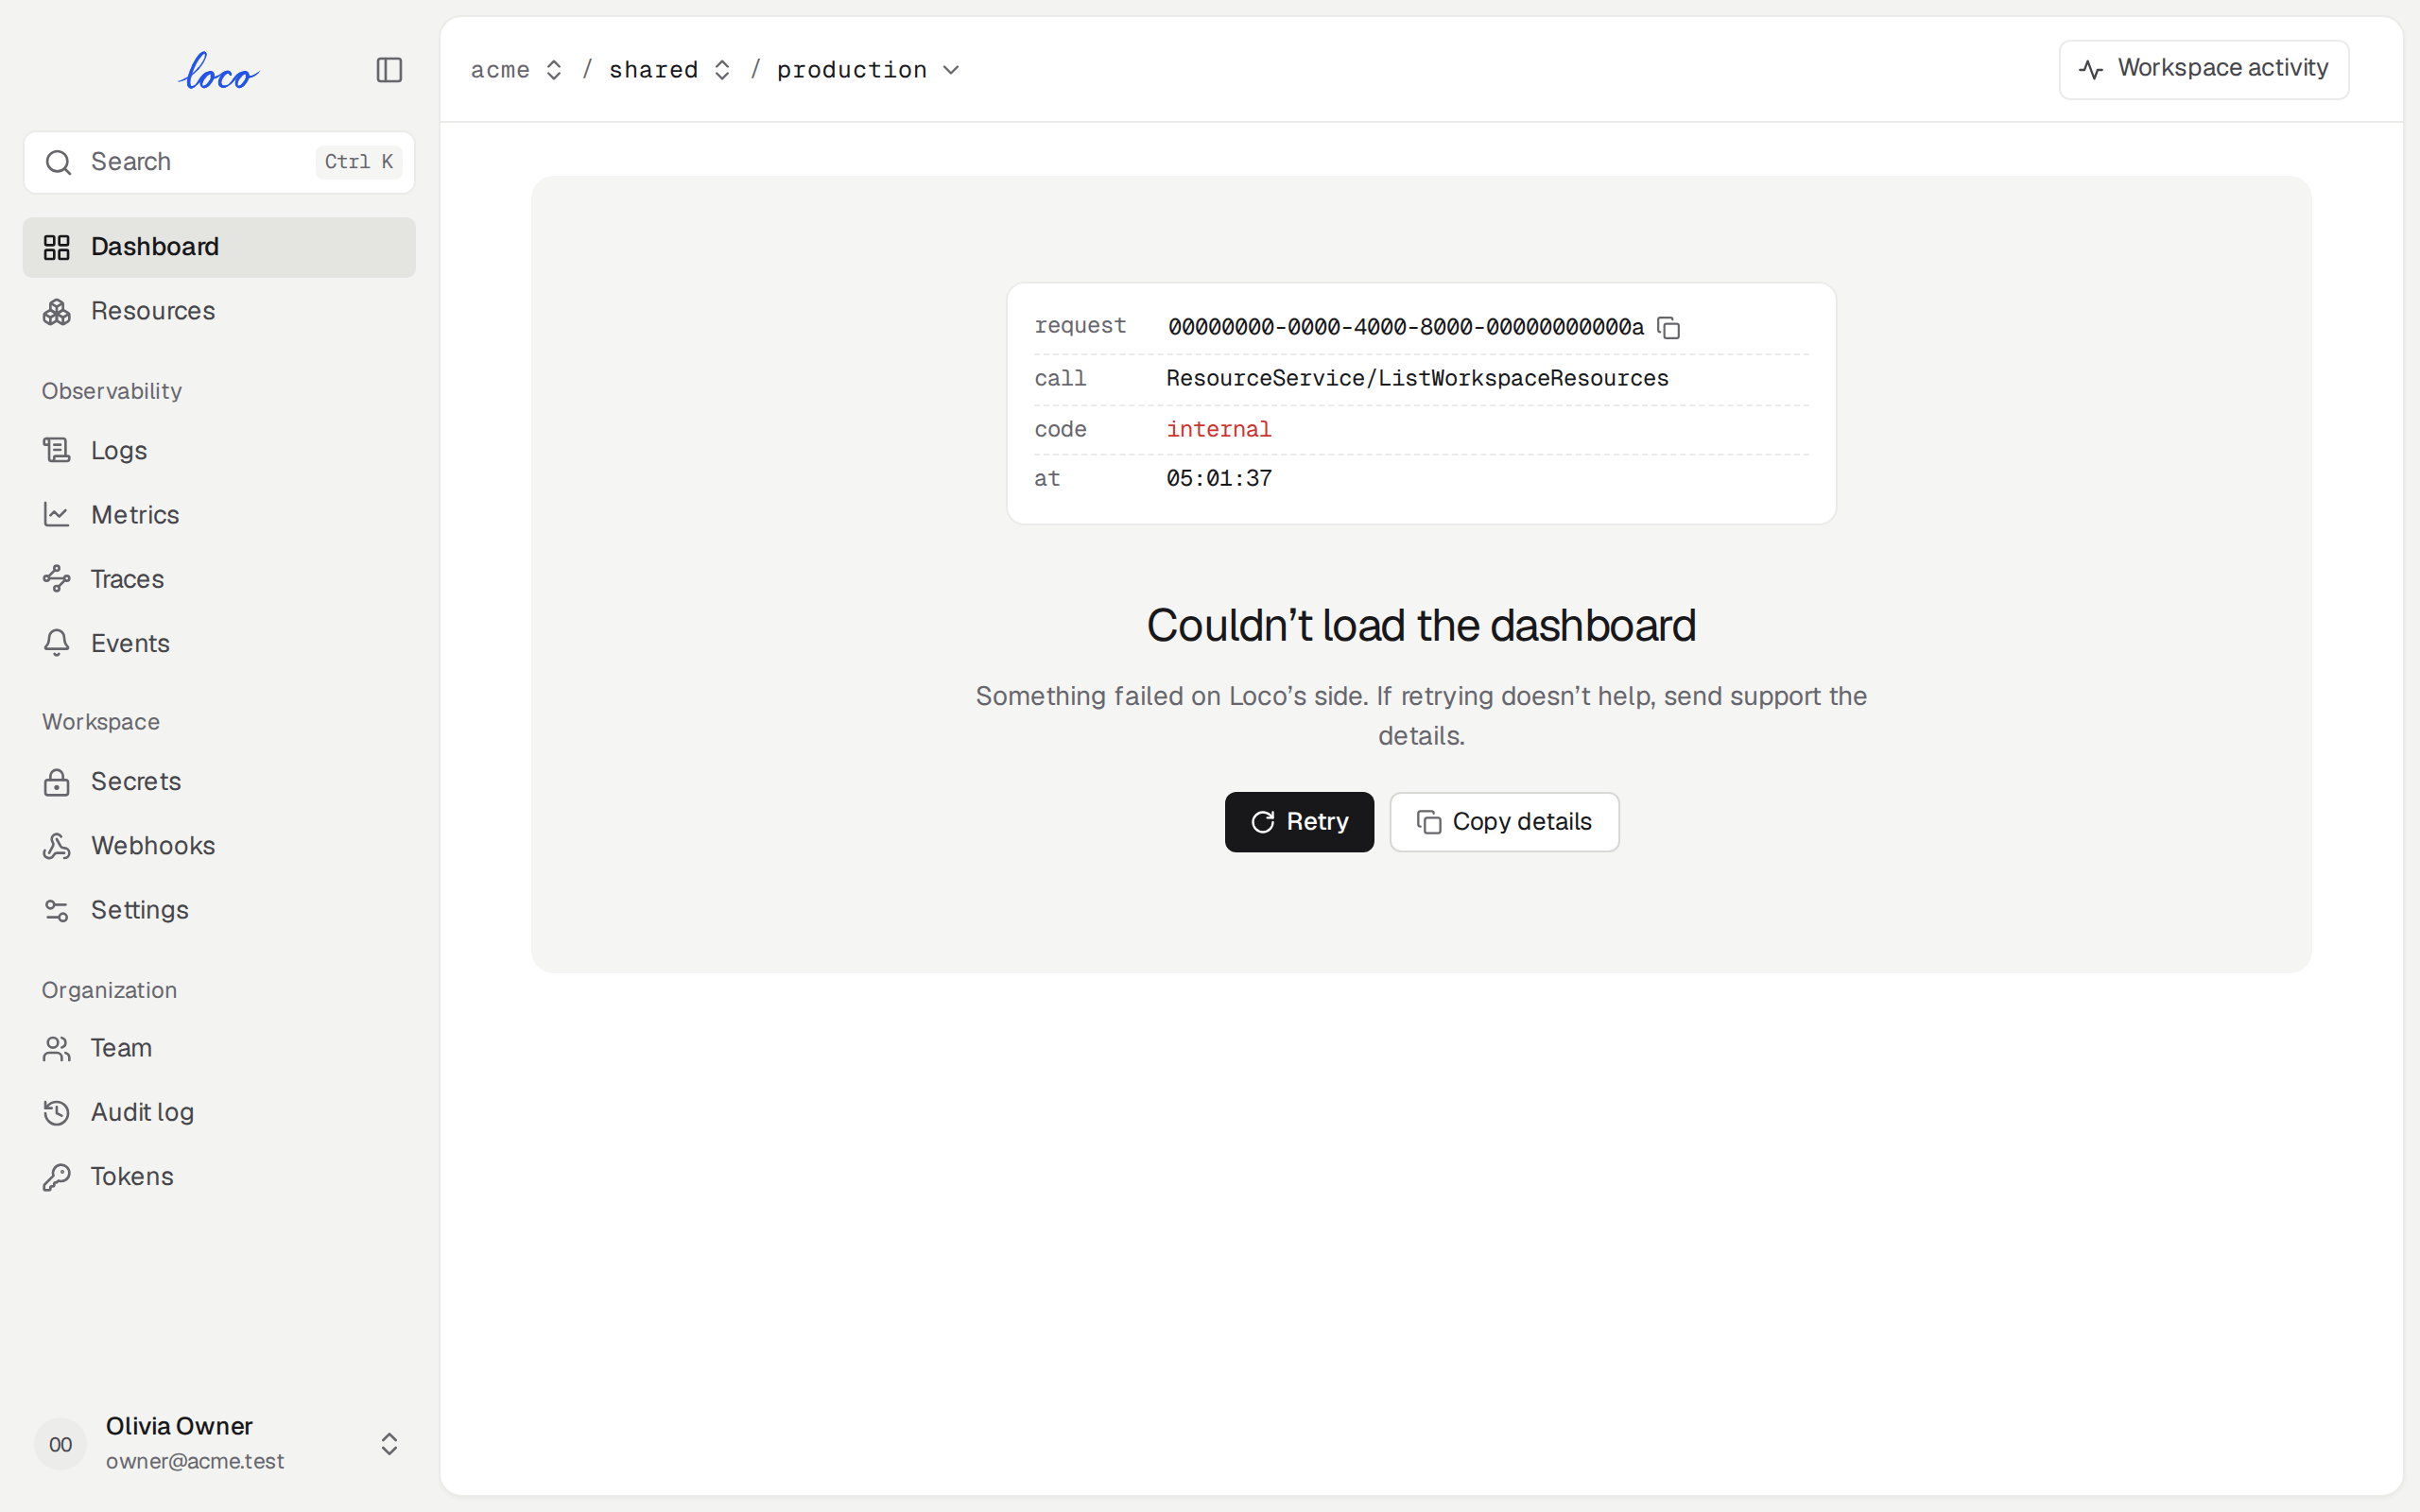 loco
Search Ctrl K
Dashboard
Resources
Observability
Logs
Metrics
Traces
Events
Workspace
Secrets
Webhooks
Settings
Organization
Team
Audit log
Tokens
OO Olivia Owner
owner@acme.test
acme / shared / production
Workspace activity
request 00000000-0000-4000-8000-00000000000a
call ResourceService/ListWorkspaceResources
code internal
at 05:01:37
Couldn’t load the dashboard
Something failed on Loco’s side. If retrying doesn’t help, send support the
details.
Retry
Copy details